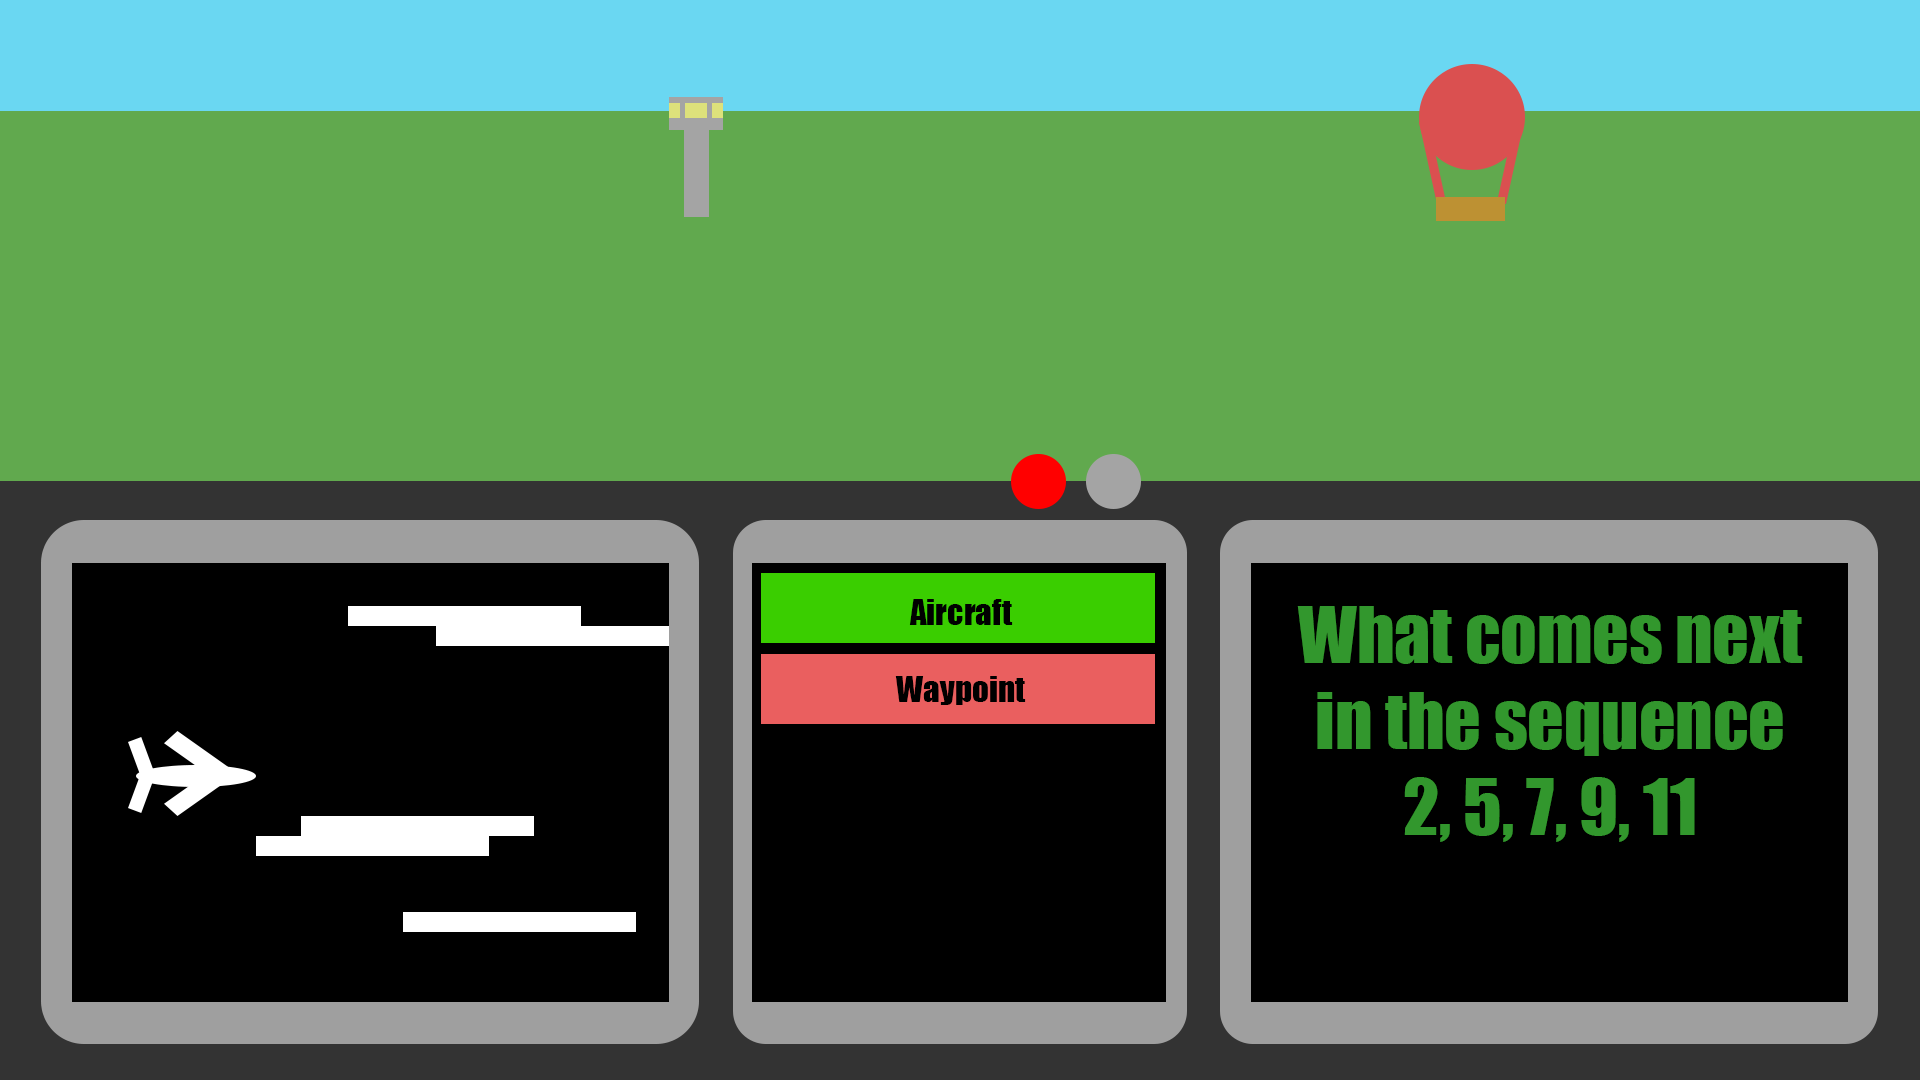 Aircraft
Waypoint
What comes next
in the sequence
2, 5, 7, 9, 11